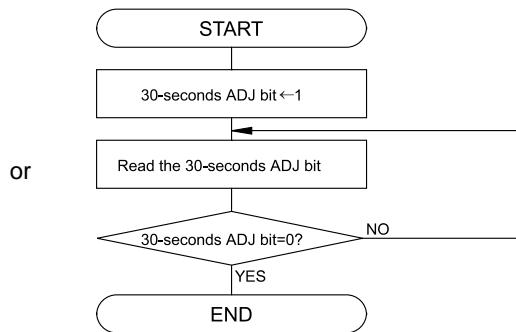 START
30-seconds ADJ bit←1
or
Read the 30-seconds ADJ bit
30-seconds ADJ bit=0?
NO
YES
END